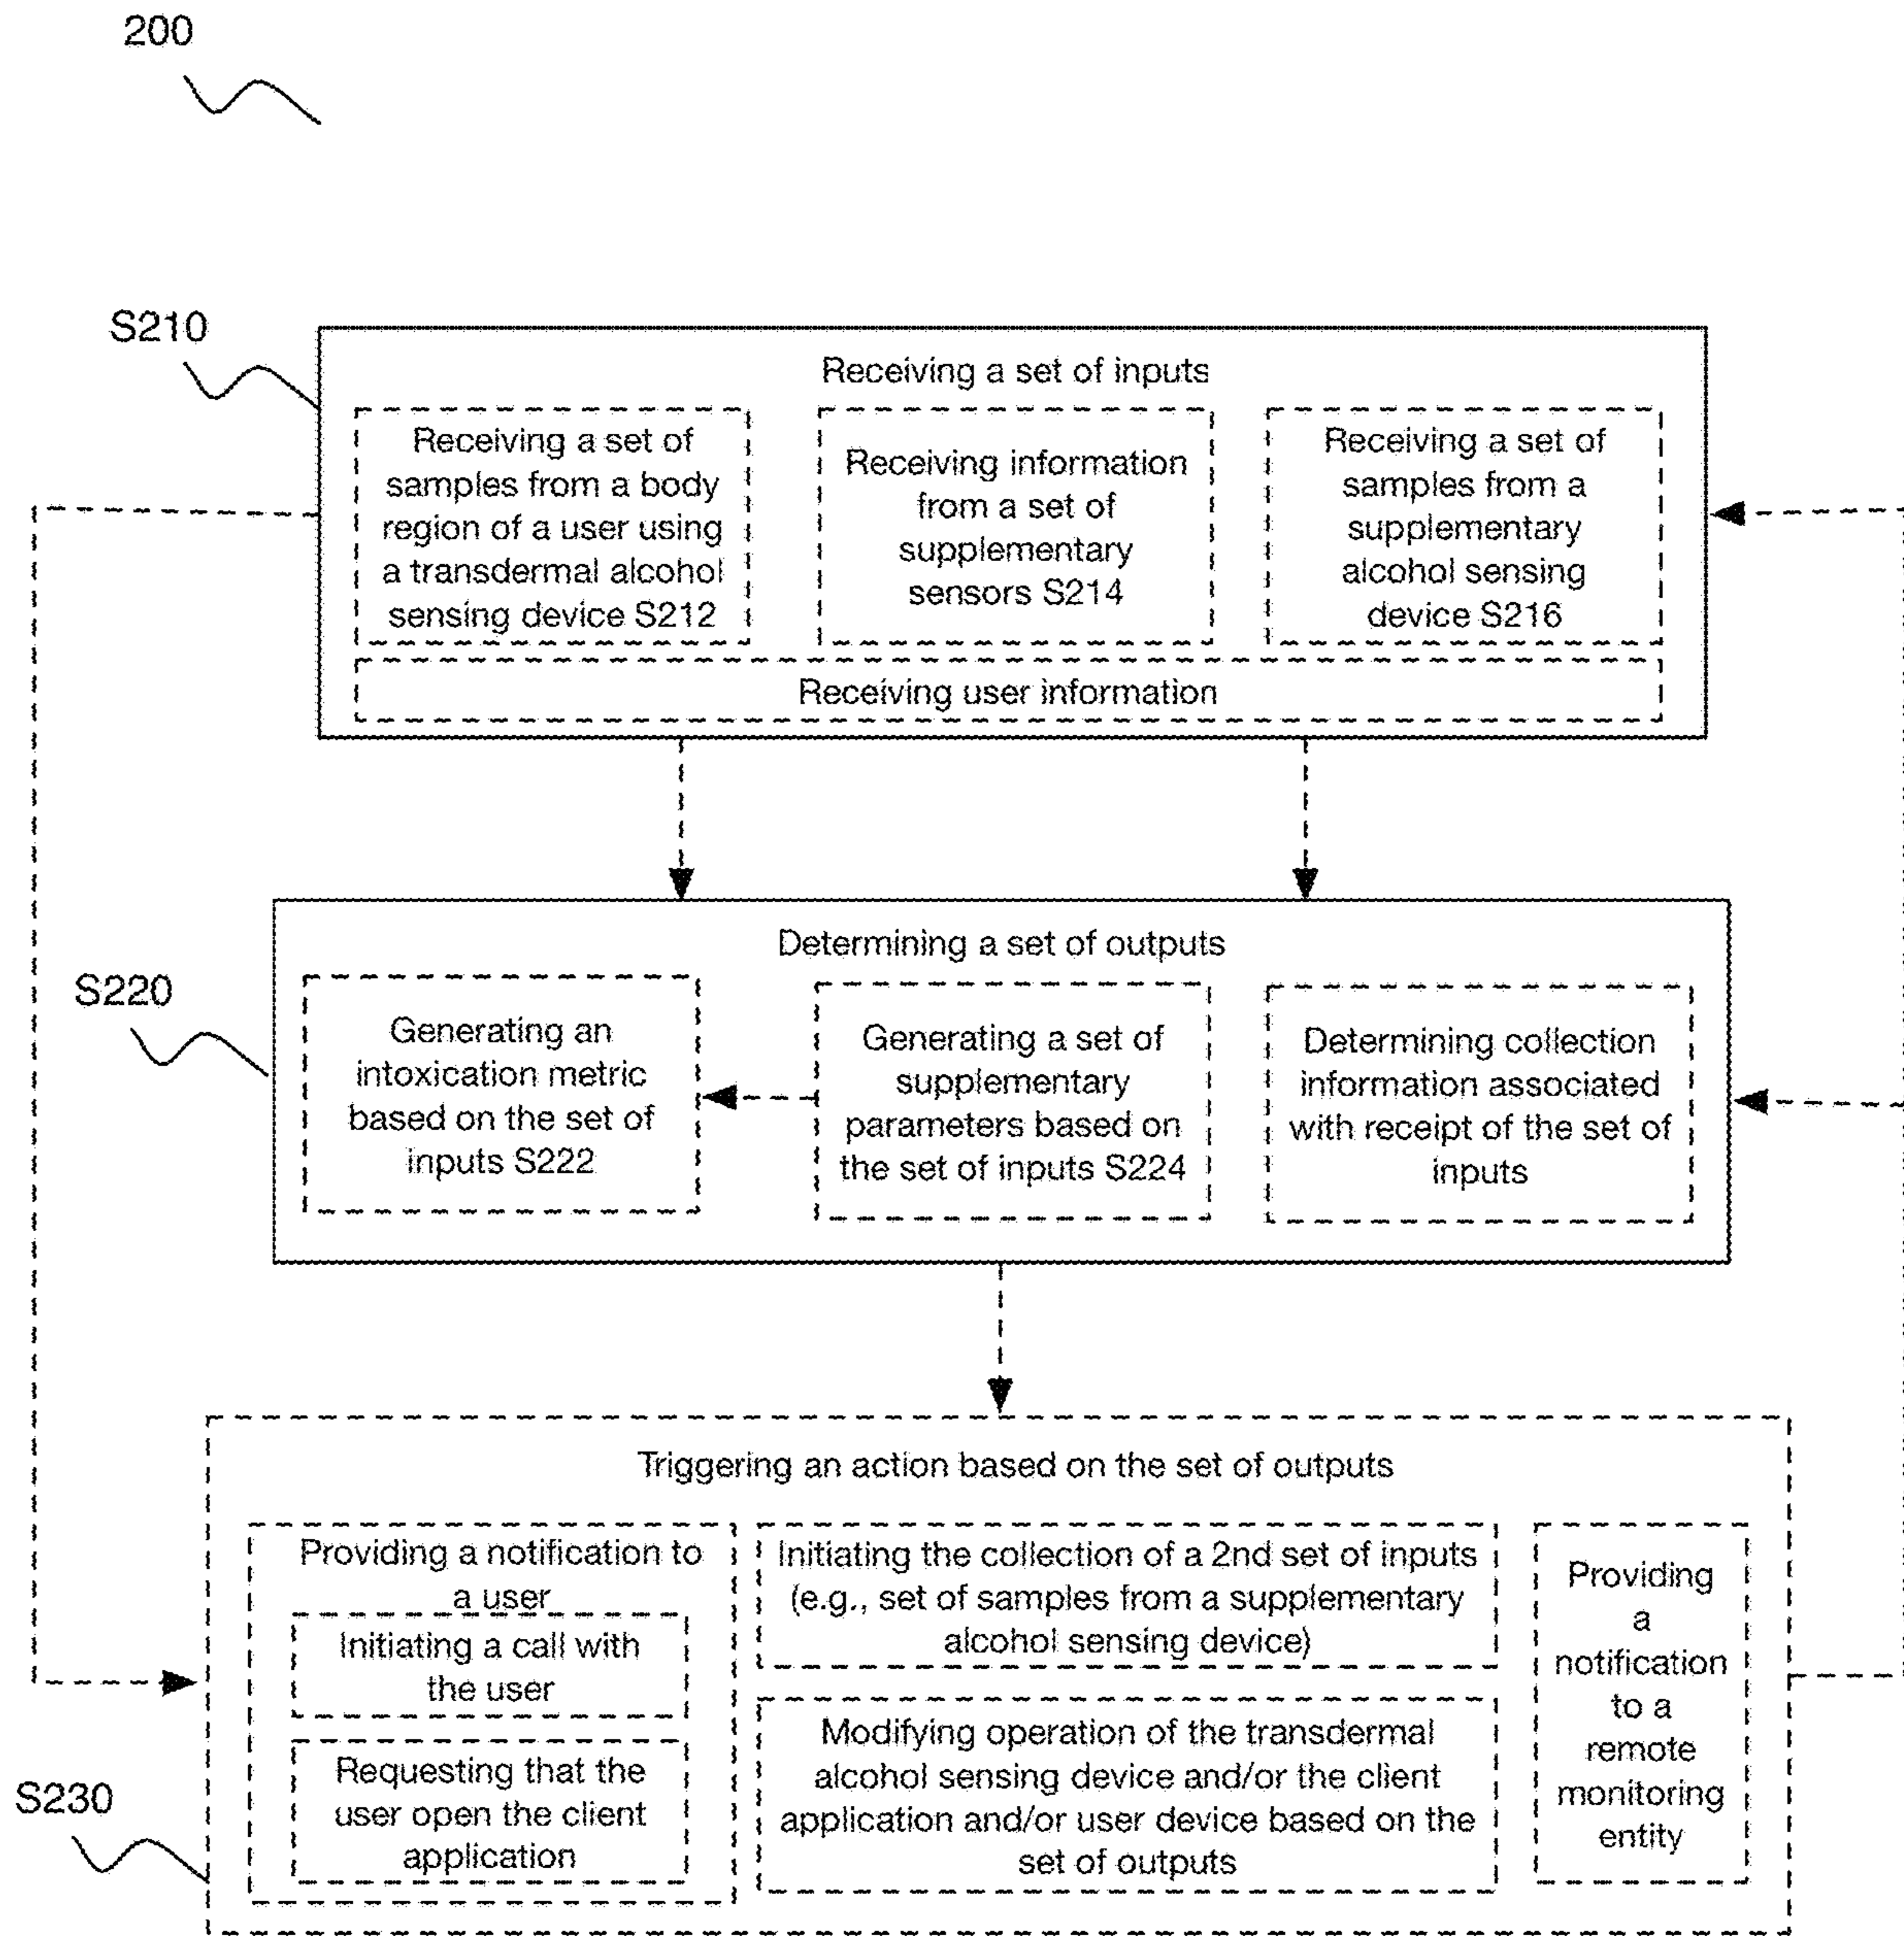 200
S210
Receiving a set of inputs
Receiving a set of
samples from a body
region of a user using
a transdermal alcohol
sensing device S212
Receiving information
from a set of
supplementary
sensors S214
Receiving a set of
samples from a
supplementary
alcohol sensing
device S216
Receiving user information
S220
Determining a set of outputs
Generating an
intoxication metric
based on the set of
inputs S222
Generating a set of
supplementary
parameters based on
the set of inputs S224
Determining collection
information associated
with receipt of the set of
inputs
S230
Triggering an action based on the set of outputs
Providing a notification to
a user
Initiating a call with
the user
Requesting that the
user open the client
application
Initiating the collection of a 2nd set of inputs
(e.g., set of samples from a supplementary
alcohol sensing device)
Modifying operation of the transdermal
alcohol sensing device and/or the client
application and/or user device based on the
set of outputs
Providing
a
notification
to a
remote
monitoring
entity